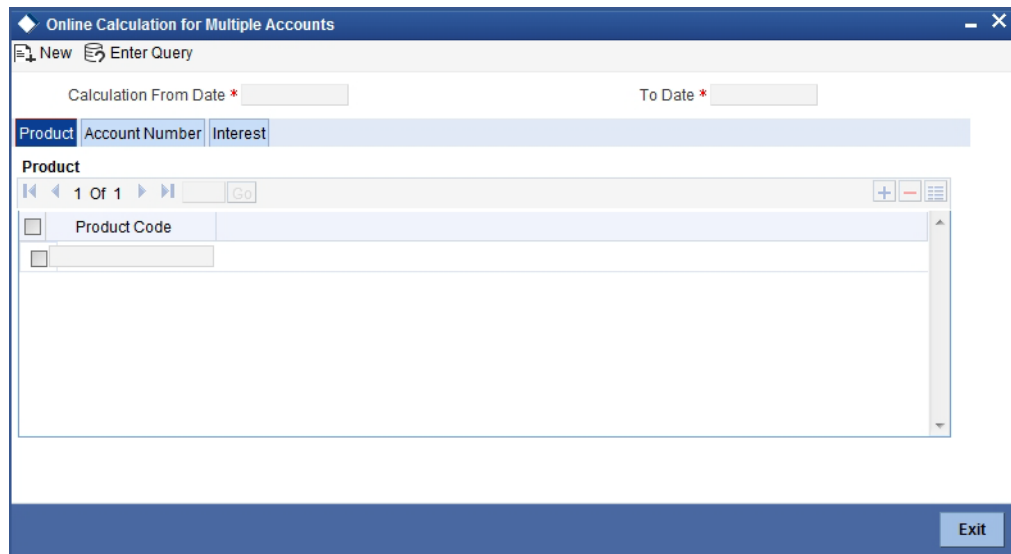 Online Calculation for Multiple Accounts
New Enter Query
Calculation From Date * To Date *
Product Account Number Interest
Product
1 Of 1 Go
Product Code
Exit